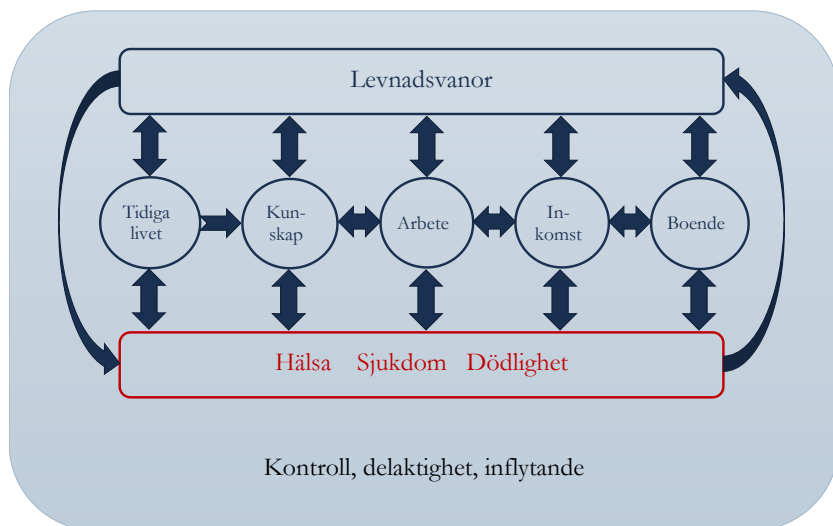 Levnadsvanor
Tidiga
livet
Kun-
skap
Arbete
In-
komst
Boende
Hälsa Sjukdom Dödlighet
Kontroll, delaktighet, inflytande